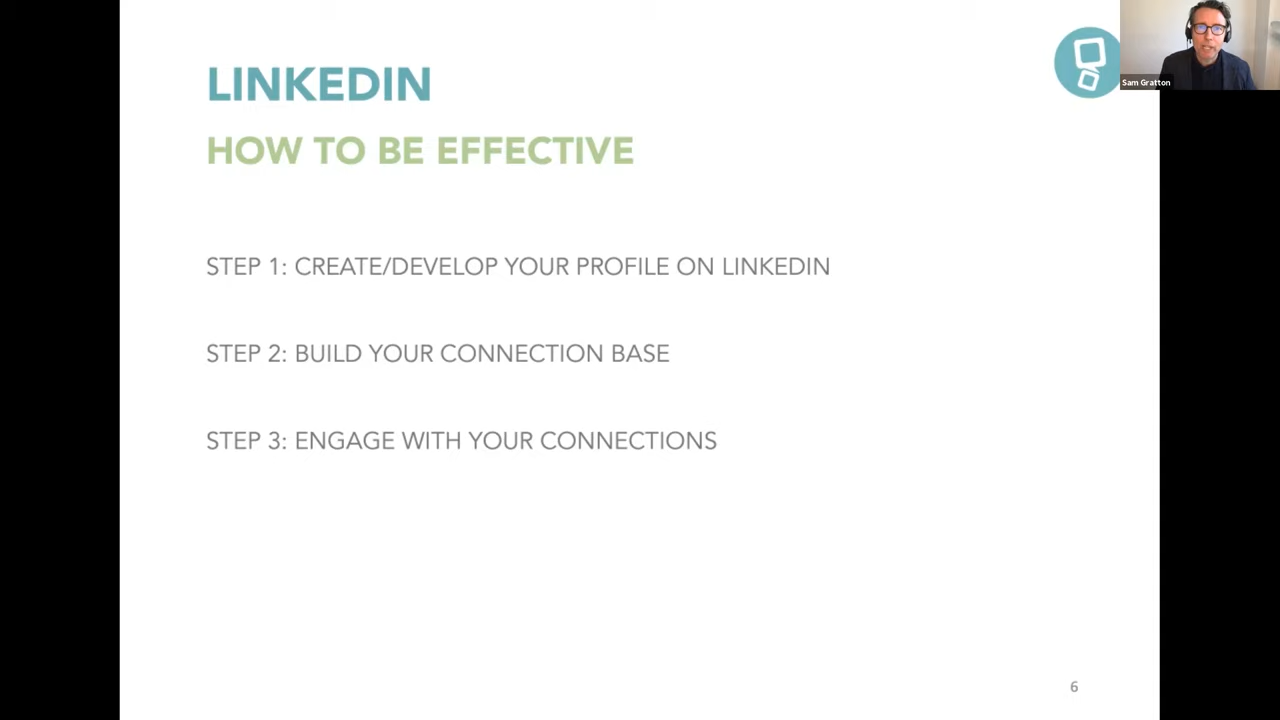 LINKEDIN
HOW TO BE EFFECTIVE
STEP 1: CREATE/DEVELOP YOUR PROFILE ON LINKEDIN
STEP 2: BUILD YOUR CONNECTION BASE
STEP 3: ENGAGE WITH YOUR CONNECTIONS
Sam Gratton
6